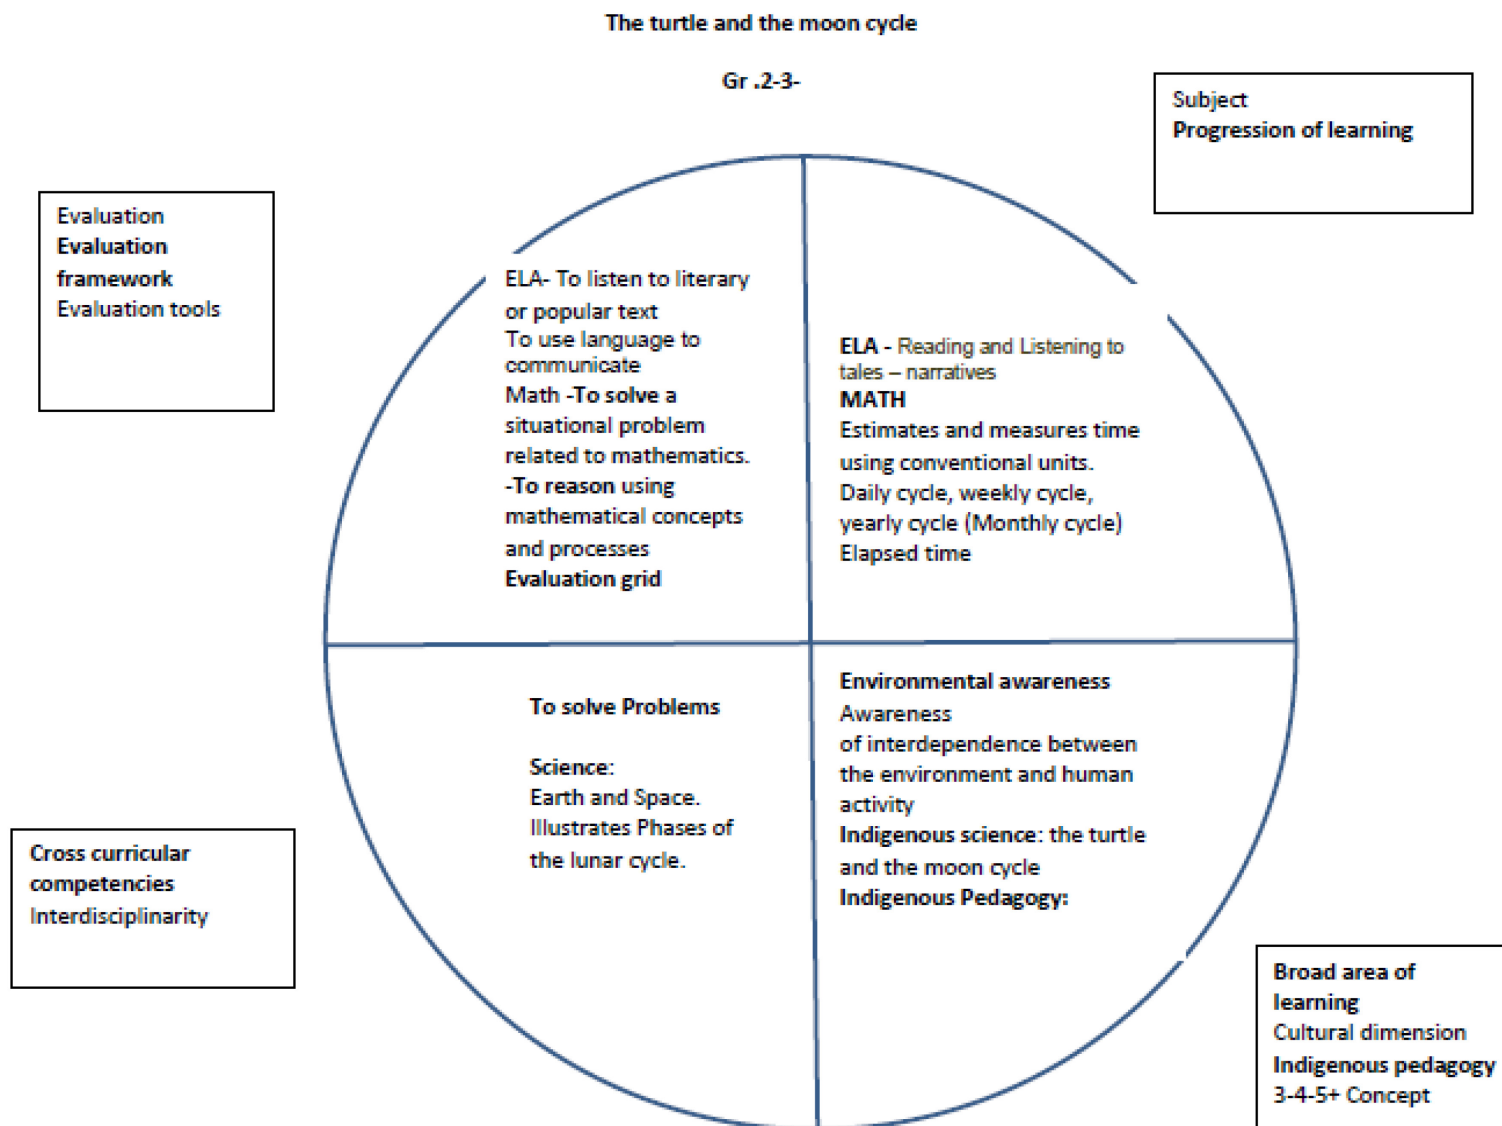 The turtle and the moon cycle
Gr .2-3-
Subject
Progression of learning
Evaluation
Evaluation
framework
Evaluation tools
ELA- To listen to literary
or popular text
To use language to
communicate
Math -To solve a
situational problem
related to mathematics.
-To reason using
mathematical concepts
and processes
Evaluation grid
ELA - Reading and Listening to
tales – narratives
MATH
Estimates and measures time
using conventional units.
Daily cycle, weekly cycle,
yearly cycle (Monthly cycle)
Elapsed time
To solve Problems
Science:
Earth and Space.
Illustrates Phases of
the lunar cycle.
Environmental awareness
Awareness
of interdependence between
the environment and human
activity
Indigenous science: the turtle
and the moon cycle
Indigenous Pedagogy:
Cross curricular
competencies
Interdisciplinarity
Broad area of
learning
Cultural dimension
Indigenous pedagogy
3-4-5+ Concept